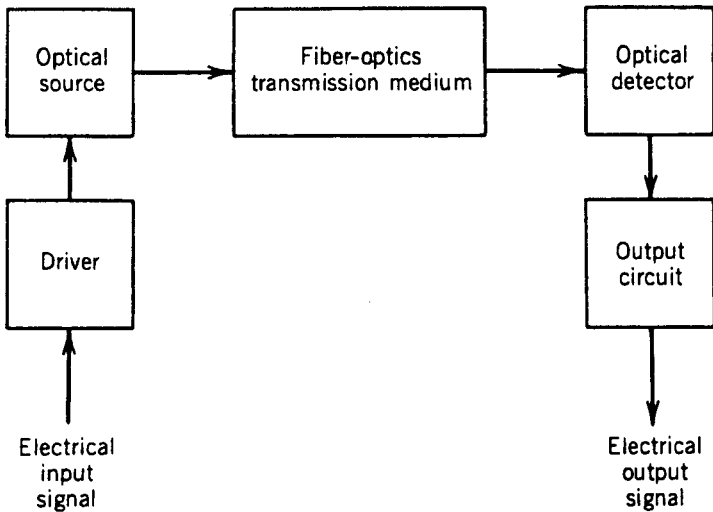 Optical
source
Fiber-optics
transmission medium
Optical
detector
Driver
Output
circuit
Electrical
input
signal
Electrical
output
signal